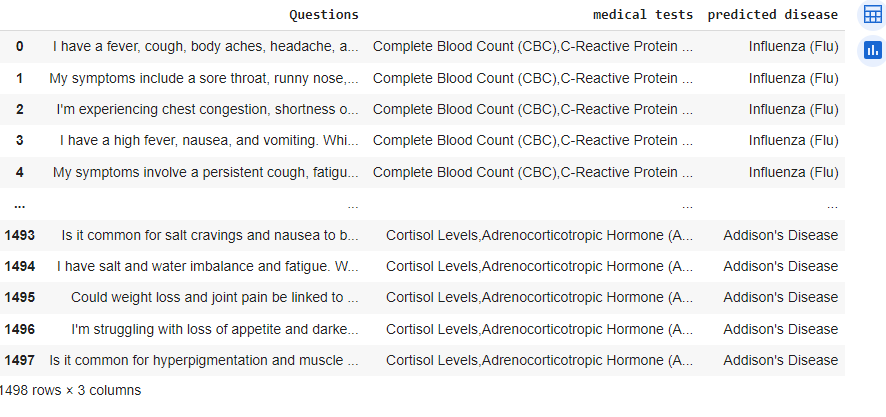 Questions medical tests predicted disease
0 I have a fever, cough, body aches, headache, a... Complete Blood Count (CBC),C-Reactive Protein ... Influenza (Flu)
1 My symptoms include a sore throat, runny nose,... Complete Blood Count (CBC),C-Reactive Protein ... Influenza (Flu)
2 I'm experiencing chest congestion, shortness o... Complete Blood Count (CBC),C-Reactive Protein ... Influenza (Flu)
3 I have a high fever, nausea, and vomiting. Whi... Complete Blood Count (CBC),C-Reactive Protein ... Influenza (Flu)
4 My symptoms involve a persistent cough, fatigu... Complete Blood Count (CBC),C-Reactive Protein ... Influenza (Flu)
... ... ... ...
1493 Is it common for salt cravings and nausea to b... Cortisol Levels,Adrenocorticotropic Hormone (A... Addison's Disease
1494 I have salt and water imbalance and fatigue. W... Cortisol Levels,Adrenocorticotropic Hormone (A... Addison's Disease
1495 Could weight loss and joint pain be linked to ... Cortisol Levels,Adrenocorticotropic Hormone (A... Addison's Disease
1496 I'm struggling with loss of appetite and darke... Cortisol Levels,Adrenocorticotropic Hormone (A... Addison's Disease
1497 Is it common for hyperpigmentation and muscle ... Cortisol Levels,Adrenocorticotropic Hormone (A... Addison's Disease
1498 rows × 3 columns